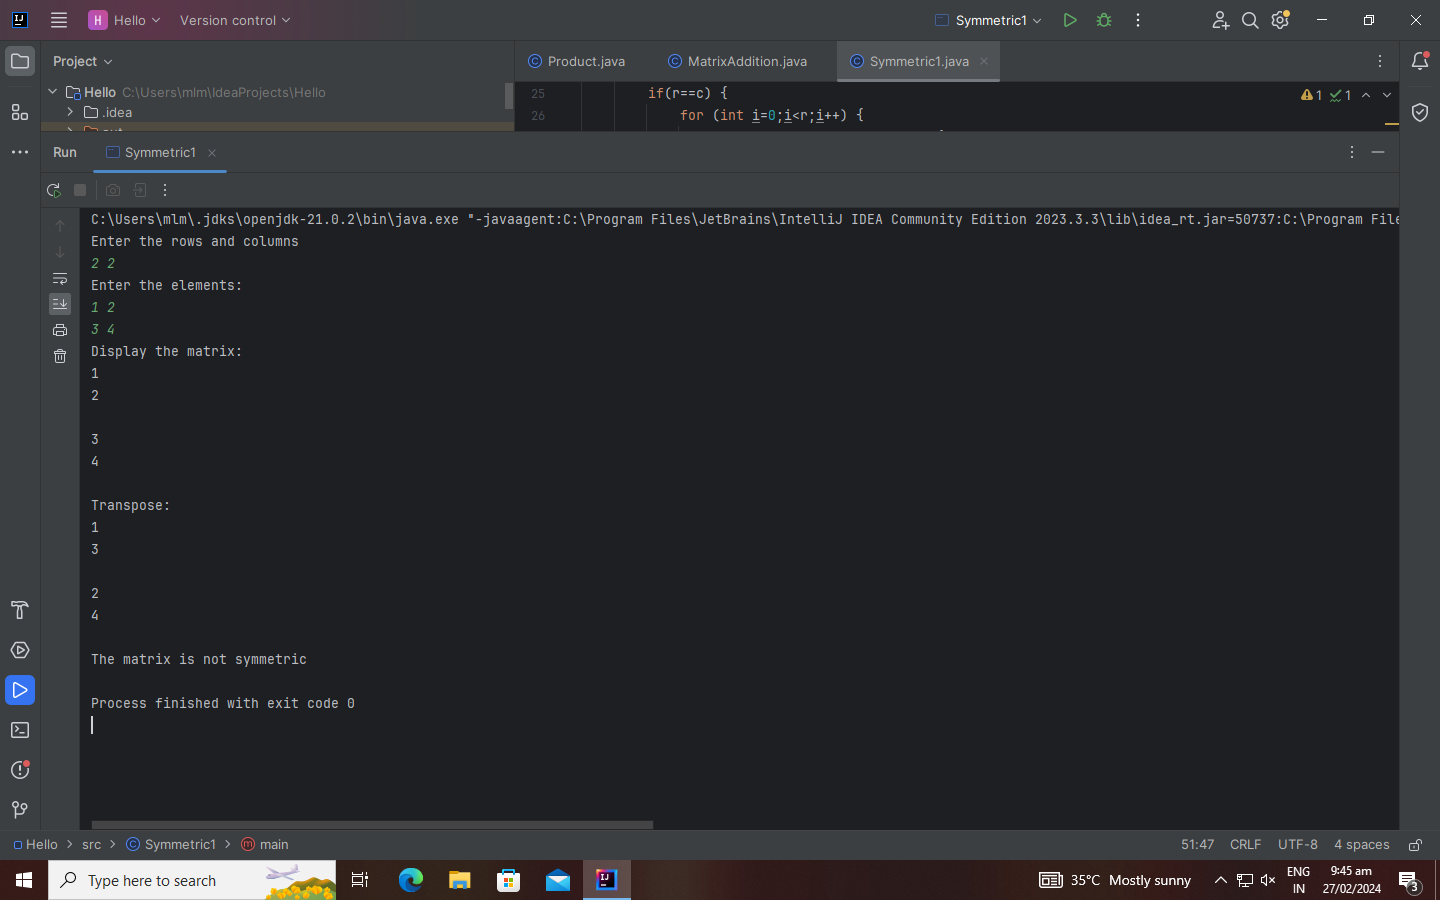 H Hello Version control Symmetric1
Project
Product.java MatrixAddition.java Symmetric1.java
Hello C:\Users\mlm\IdeaProjects\Hello
25 if(r==c) { 1 1
.idea
26 for (int i=0;i<r;i++) {
Run Symmetric1
C:\Users\mlm\.jdks\openjdk-21.0.2\bin\java.exe "-javaagent:C:\Program Files\JetBrains\IntelliJ IDEA Community Edition 2023.3.3\lib\idea_rt.jar=50737:C:\Program File
Enter the rows and columns
2 2
Enter the elements:
1 2
3 4
Display the matrix:
1
2
3
4
Transpose:
1
3
2
4
The matrix is not symmetric
Process finished with exit code 0
Hello src Symmetric1 main 51:47 CRLF UTF-8 4 spaces
Type here to search 35°C Mostly sunny
ENG 9:45 am
IN 27/02/2024 3